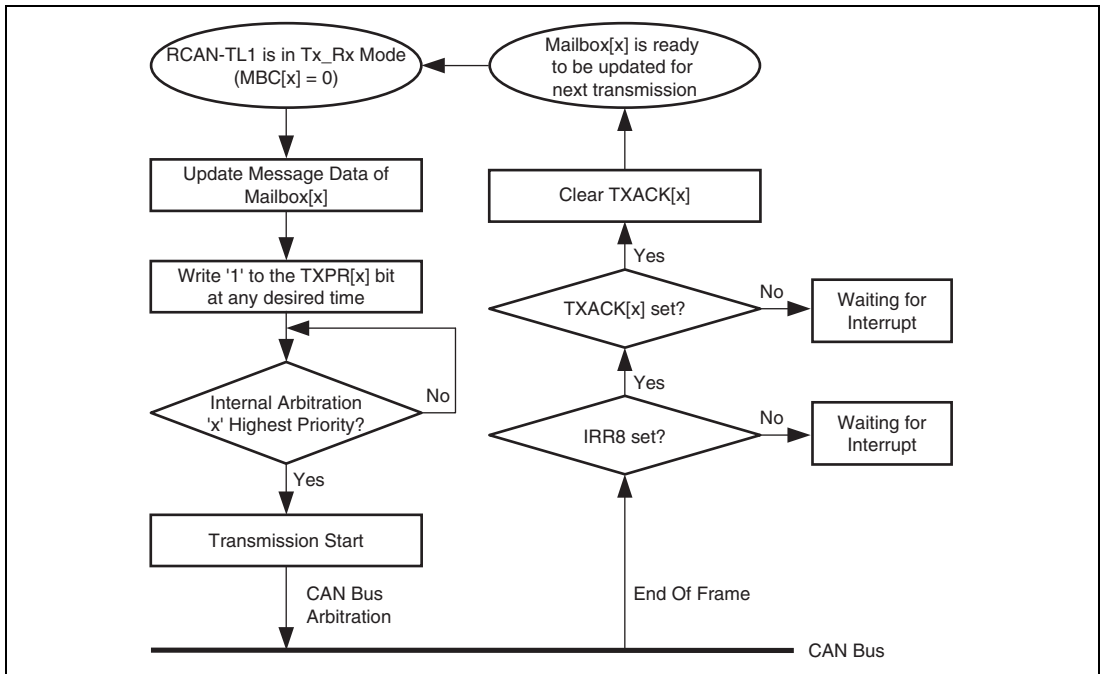 RCAN-TL1 is in Tx_Rx Mode
(MBC[x] = 0)
Update Message Data of
Mailbox[x]
Write '1' to the TXPR[x] bit
at any desired time
Internal Arbitration
'x' Highest Priority?
No
Yes
Transmission Start
CAN Bus
Arbitration
Mailbox[x] is ready
to be updated for
next transmission
Clear TXACK[x]
Yes
TXACK[x] set?
No
Waiting for
Interrupt
Yes
IRR8 set?
No
Waiting for
Interrupt
End Of Frame
CAN Bus